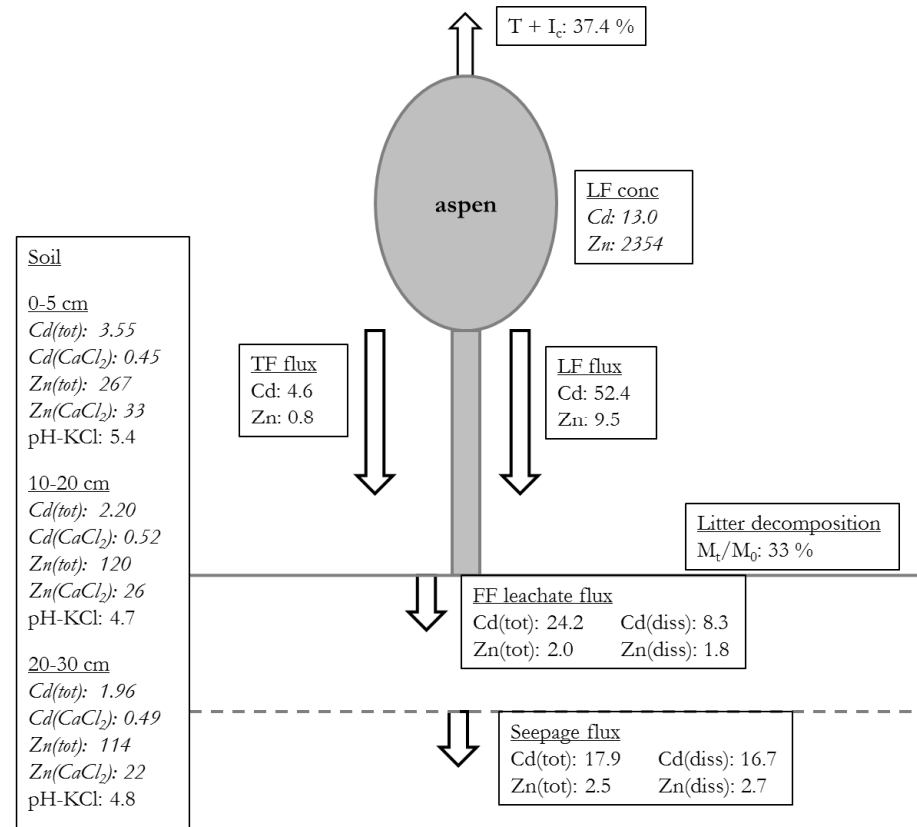 T + I꜀: 37.4 %
aspen
LF conc
Cd: 13.0
Zn: 2354
Soil
0-5 cm
Cd(tot): 3.55
Cd(CaCl₂): 0.45
Zn(tot): 267
Zn(CaCl₂): 33
pH-KCl: 5.4
10-20 cm
Cd(tot): 2.20
Cd(CaCl₂): 0.52
Zn(tot): 120
Zn(CaCl₂): 26
pH-KCl: 4.7
20-30 cm
Cd(tot): 1.96
Cd(CaCl₂): 0.49
Zn(tot): 114
Zn(CaCl₂): 22
pH-KCl: 4.8
TF flux
Cd: 4.6
Zn: 0.8
LF flux
Cd: 52.4
Zn: 9.5
Litter decomposition
Mₜ/M₀: 33 %
FF leachate flux
Cd(tot): 24.2 Cd(diss): 8.3
Zn(tot): 2.0 Zn(diss): 1.8
Seepage flux
Cd(tot): 17.9 Cd(diss): 16.7
Zn(tot): 2.5 Zn(diss): 2.7